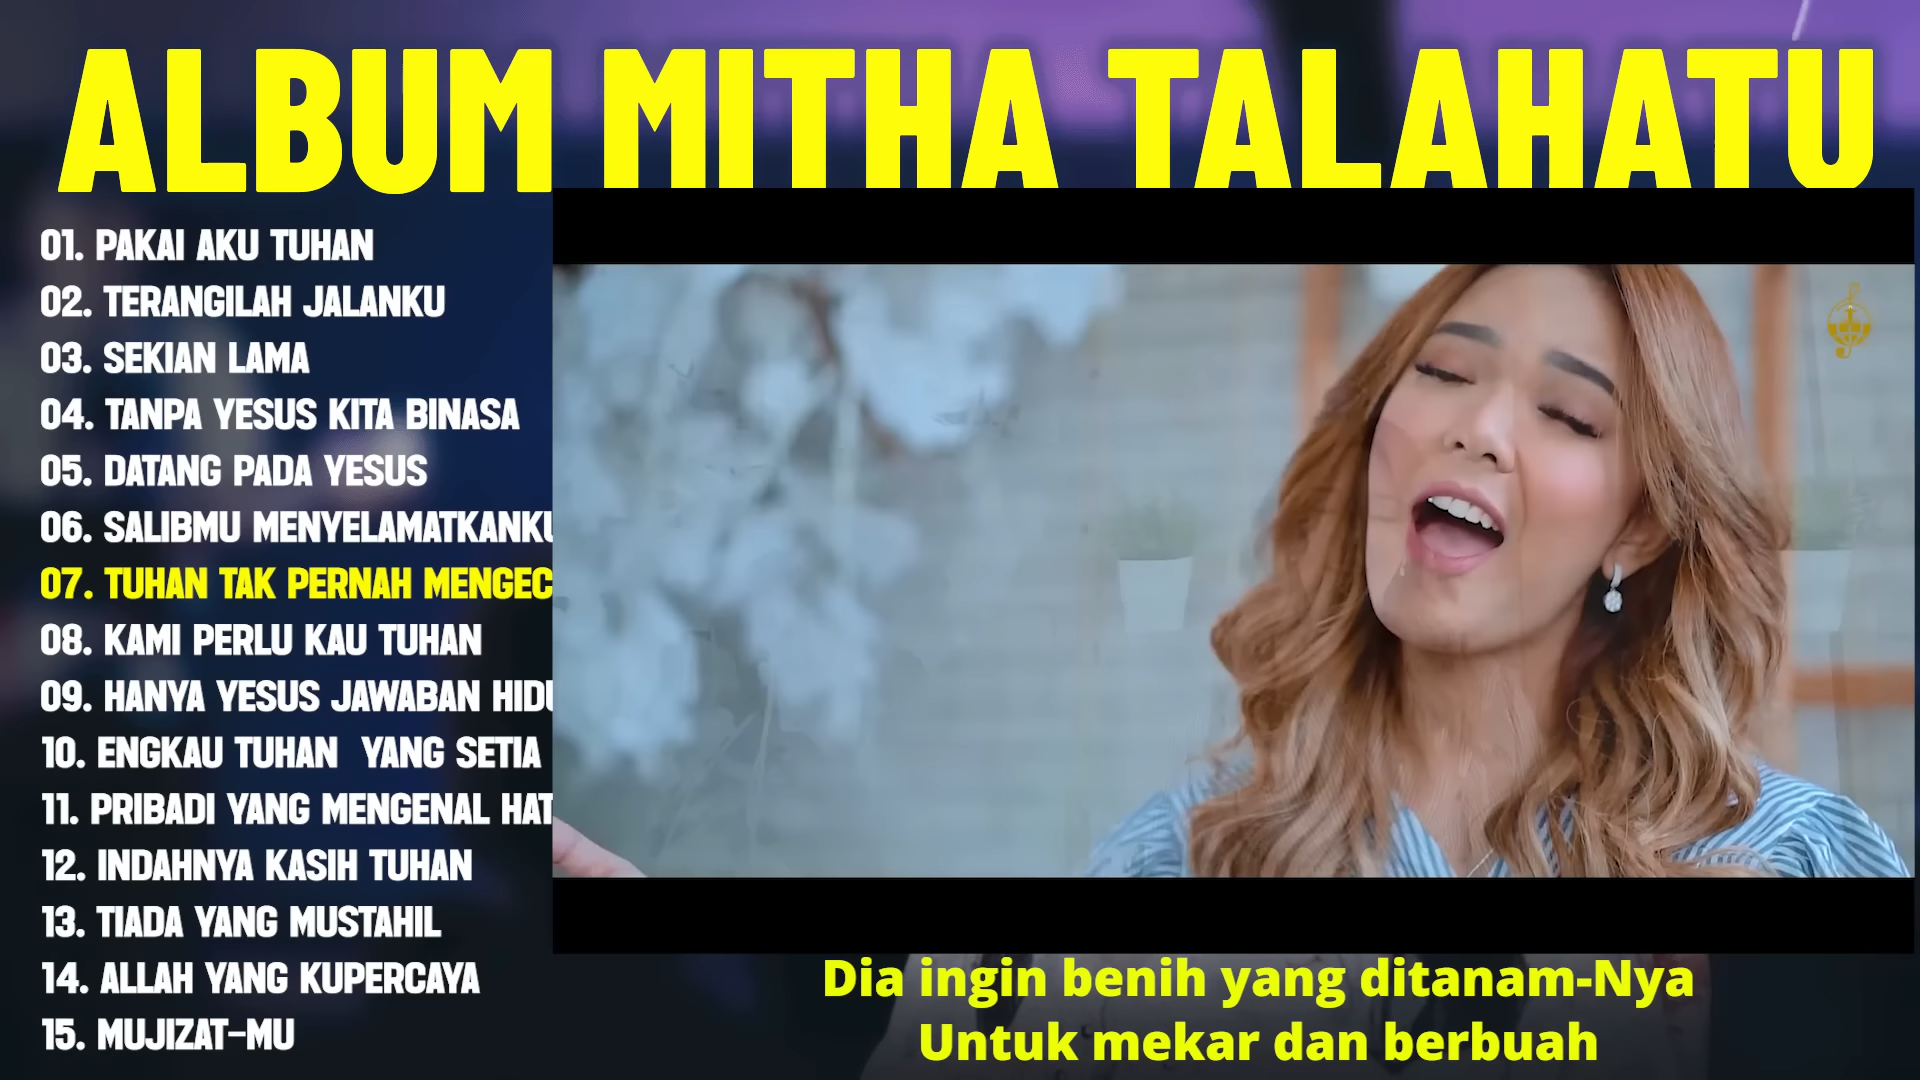 ALBUM MITHA TALAHATU
01. PAKAI AKU TUHAN
02. TERANGILAH JALANKU
03. SEKIAN LAMA
04. TANPA YESUS KITA BINASA
05. DATANG PADA YESUS
06. SALIBMU MENYELAMATKANKU
07. TUHAN TAK PERNAH MENGEC
08. KAMI PERLU KAU TUHAN
09. HANYA YESUS JAWABAN HIDU
10. ENGKAU TUHAN YANG SETIA
11. PRIBADI YANG MENGENAL HAT
12. INDAHNYA KASIH TUHAN
13. TIADA YANG MUSTAHIL
14. ALLAH YANG KUPERCAYA
15. MUJIZAT-MU
Dia ingin benih yang ditanam-Nya
Untuk mekar dan berbuah